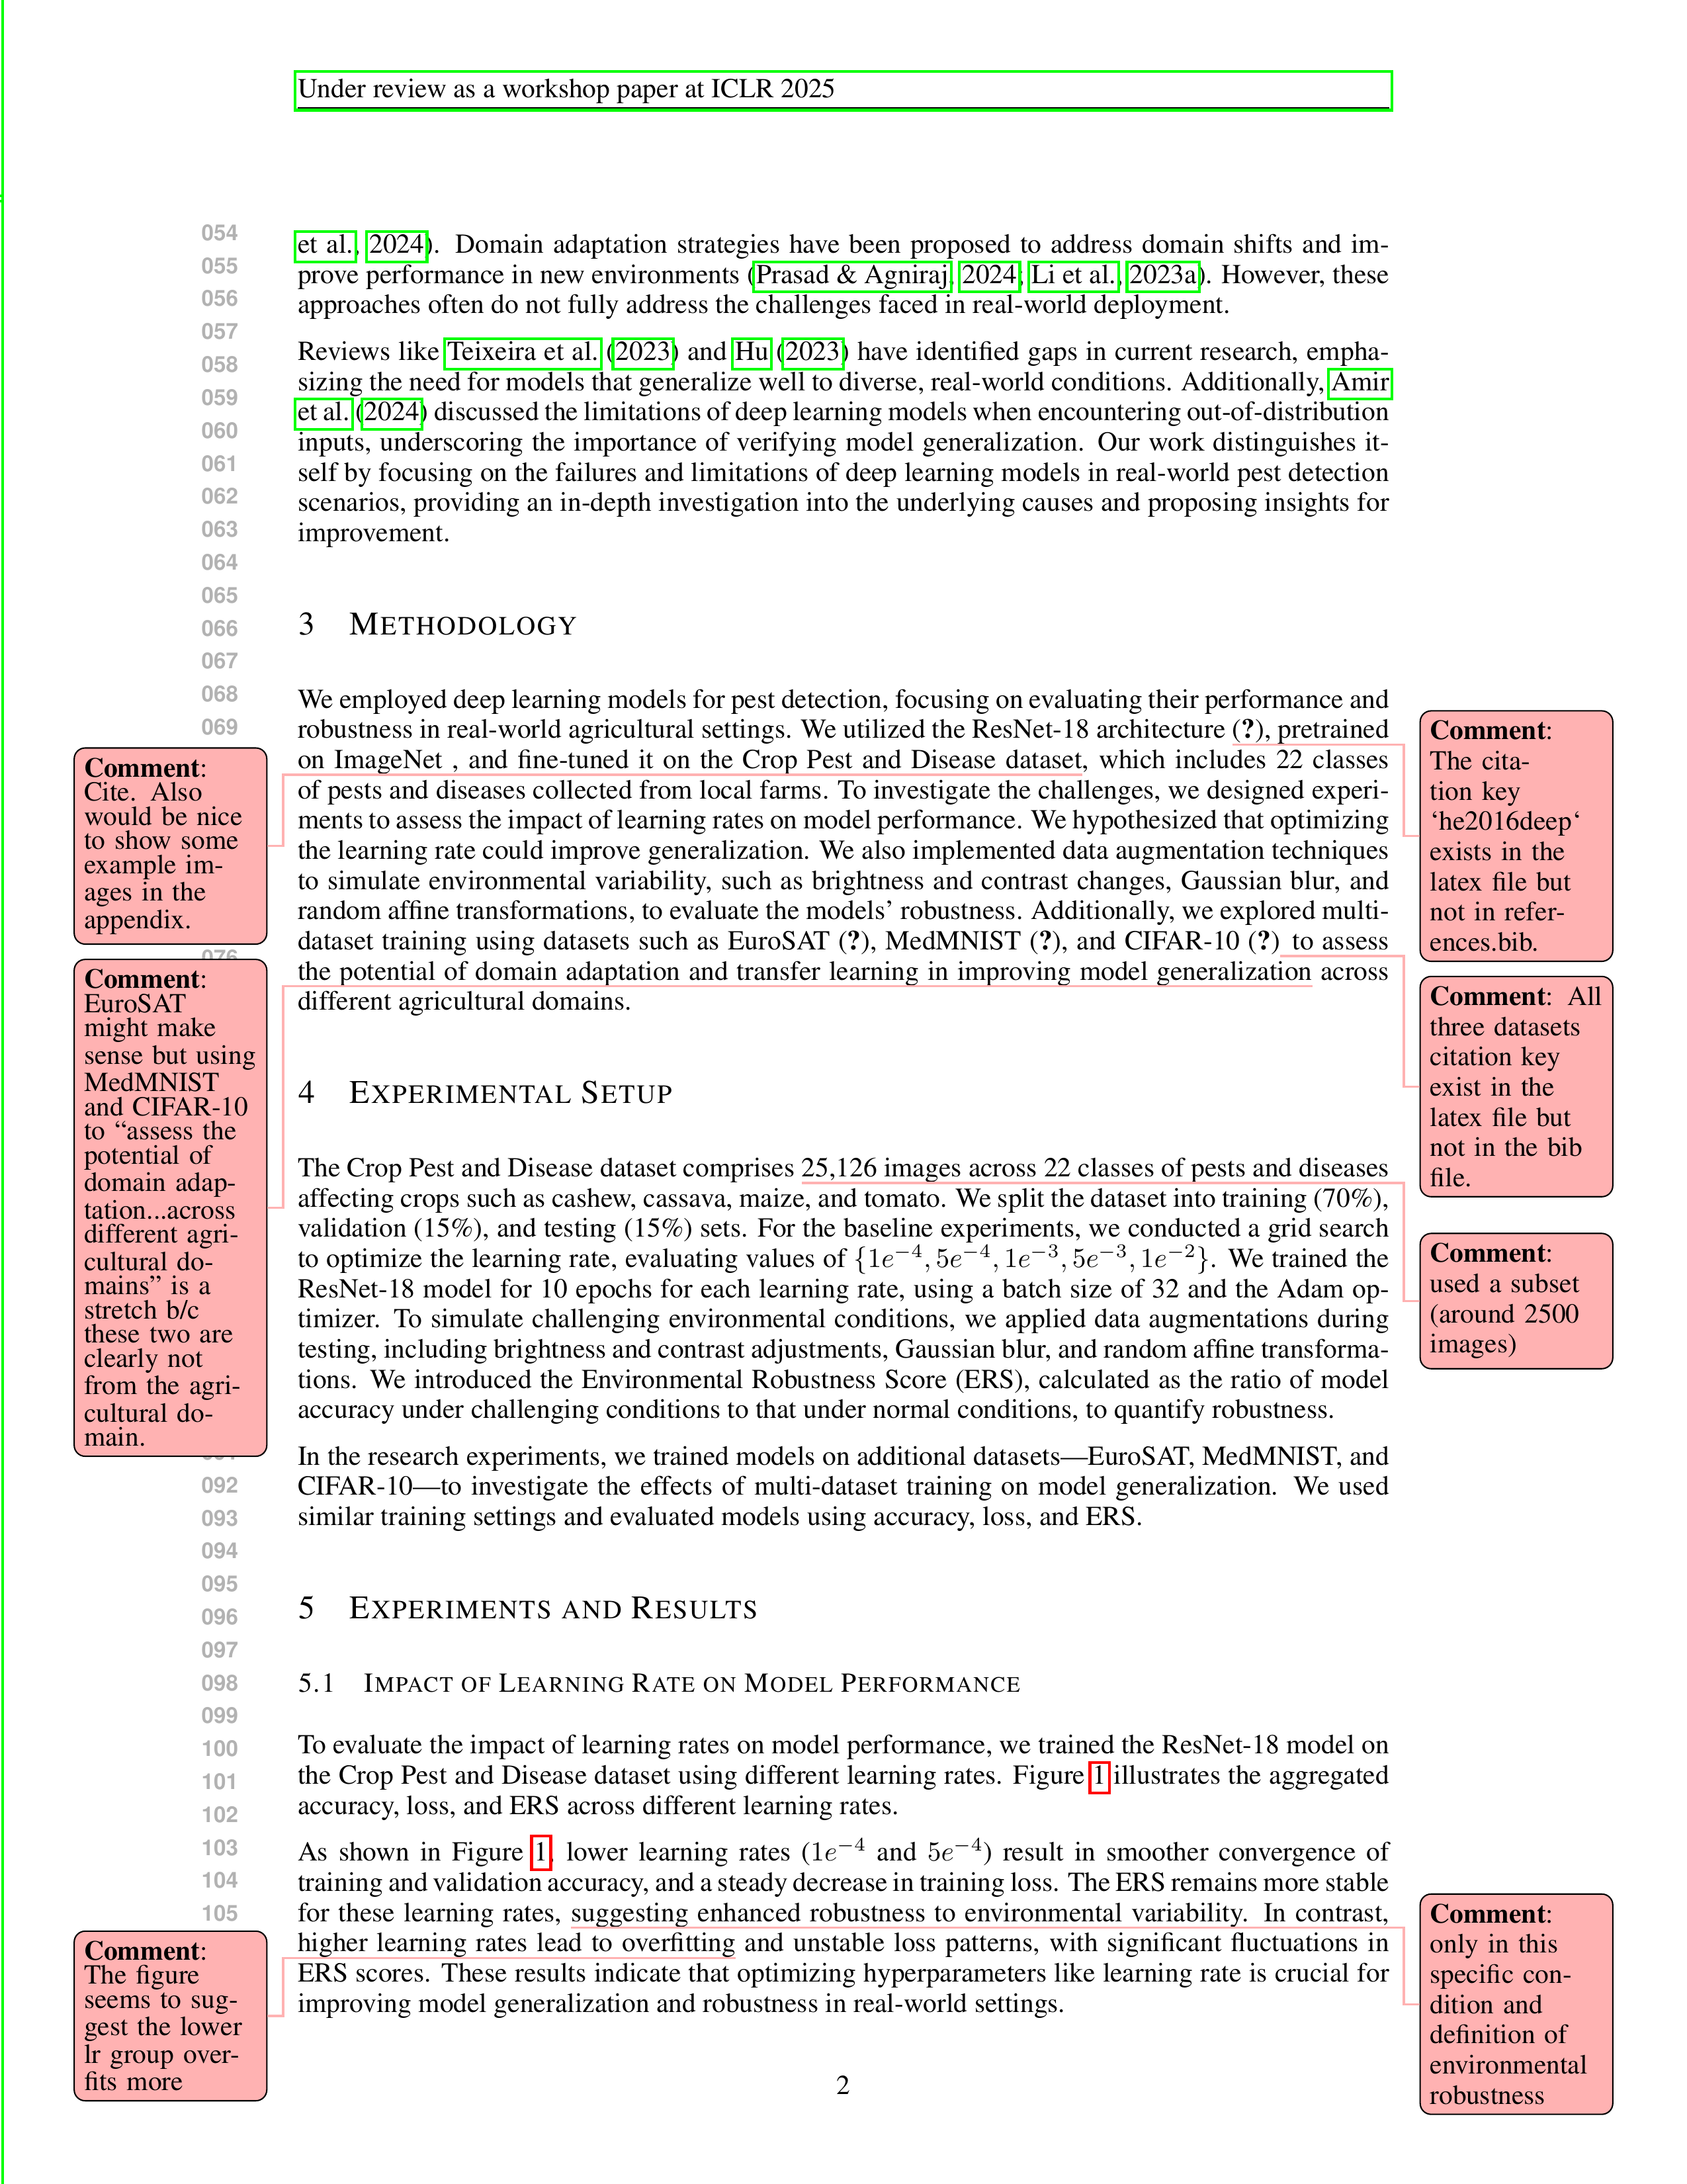 Under review as a workshop paper at ICLR 2025
054
055
056
057
058
059
060
061
062
063
064
065
066
067
068
069
076
092
093
094
095
096
097
098
099
100
101
102
103
104
105
et al., 2024). Domain adaptation strategies have been proposed to address domain shifts and im-
prove performance in new environments (Prasad & Agniraj, 2024; Li et al., 2023a). However, these
approaches often do not fully address the challenges faced in real-world deployment.
Reviews like Teixeira et al. (2023) and Hu (2023) have identified gaps in current research, empha-
sizing the need for models that generalize well to diverse, real-world conditions. Additionally, Amir
et al. (2024) discussed the limitations of deep learning models when encountering out-of-distribution
inputs, underscoring the importance of verifying model generalization. Our work distinguishes it-
self by focusing on the failures and limitations of deep learning models in real-world pest detection
scenarios, providing an in-depth investigation into the underlying causes and proposing insights for
improvement.
3 METHODOLOGY
We employed deep learning models for pest detection, focusing on evaluating their performance and
robustness in real-world agricultural settings. We utilized the ResNet-18 architecture (?), pretrained
on ImageNet , and fine-tuned it on the Crop Pest and Disease dataset, which includes 22 classes
of pests and diseases collected from local farms. To investigate the challenges, we designed experi-
ments to assess the impact of learning rates on model performance. We hypothesized that optimizing
the learning rate could improve generalization. We also implemented data augmentation techniques
to simulate environmental variability, such as brightness and contrast changes, Gaussian blur, and
random affine transformations, to evaluate the models' robustness. Additionally, we explored multi-
dataset training using datasets such as EuroSAT (?), MedMNIST (?), and CIFAR-10 (?) to assess
the potential of domain adaptation and transfer learning in improving model generalization across
different agricultural domains.
Comment:
Cite. Also
would be nice
to show some
example im-
ages in the
appendix.
Comment:
The cita-
tion key
‘he2016deep‘
exists in the
latex file but
not in refer-
ences.bib.
Comment:
EuroSAT
might make
sense but using
MedMNIST
and CIFAR-10
to “assess the
potential of
domain adap-
tation...across
different agri-
cultural do-
mains” is a
stretch b/c
these two are
clearly not
from the agri-
cultural do-
main.
Comment: All
three datasets
citation key
exist in the
latex file but
not in the bib
file.
4 EXPERIMENTAL SETUP
The Crop Pest and Disease dataset comprises 25,126 images across 22 classes of pests and diseases
affecting crops such as cashew, cassava, maize, and tomato. We split the dataset into training (70%),
validation (15%), and testing (15%) sets. For the baseline experiments, we conducted a grid search
to optimize the learning rate, evaluating values of {1e⁻⁴, 5e⁻⁴, 1e⁻³, 5e⁻³, 1e⁻²}. We trained the
ResNet-18 model for 10 epochs for each learning rate, using a batch size of 32 and the Adam op-
timizer. To simulate challenging environmental conditions, we applied data augmentations during
testing, including brightness and contrast adjustments, Gaussian blur, and random affine transforma-
tions. We introduced the Environmental Robustness Score (ERS), calculated as the ratio of model
accuracy under challenging conditions to that under normal conditions, to quantify robustness.
Comment:
used a subset
(around 2500
images)
In the research experiments, we trained models on additional datasets—EuroSAT, MedMNIST, and
CIFAR-10—to investigate the effects of multi-dataset training on model generalization. We used
similar training settings and evaluated models using accuracy, loss, and ERS.
5 EXPERIMENTS AND RESULTS
5.1 IMPACT OF LEARNING RATE ON MODEL PERFORMANCE
To evaluate the impact of learning rates on model performance, we trained the ResNet-18 model on
the Crop Pest and Disease dataset using different learning rates. Figure 1 illustrates the aggregated
accuracy, loss, and ERS across different learning rates.
As shown in Figure 1, lower learning rates (1e⁻⁴ and 5e⁻⁴) result in smoother convergence of
training and validation accuracy, and a steady decrease in training loss. The ERS remains more stable
for these learning rates, suggesting enhanced robustness to environmental variability. In contrast,
higher learning rates lead to overfitting and unstable loss patterns, with significant fluctuations in
ERS scores. These results indicate that optimizing hyperparameters like learning rate is crucial for
improving model generalization and robustness in real-world settings.
Comment:
The figure
seems to sug-
gest the lower
lr group over-
fits more
Comment:
only in this
specific con-
dition and
definition of
environmental
robustness
2